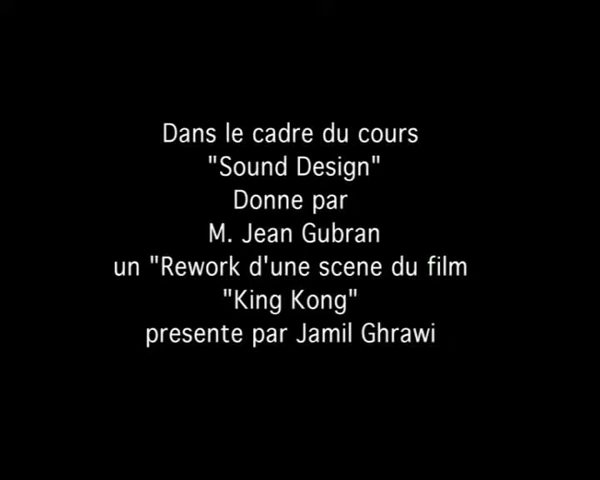 Dans le cadre du cours
"Sound Design"
Donne par
M. Jean Gubran
un "Rework d'une scene du film
"King Kong"
presente par Jamil Ghrawi